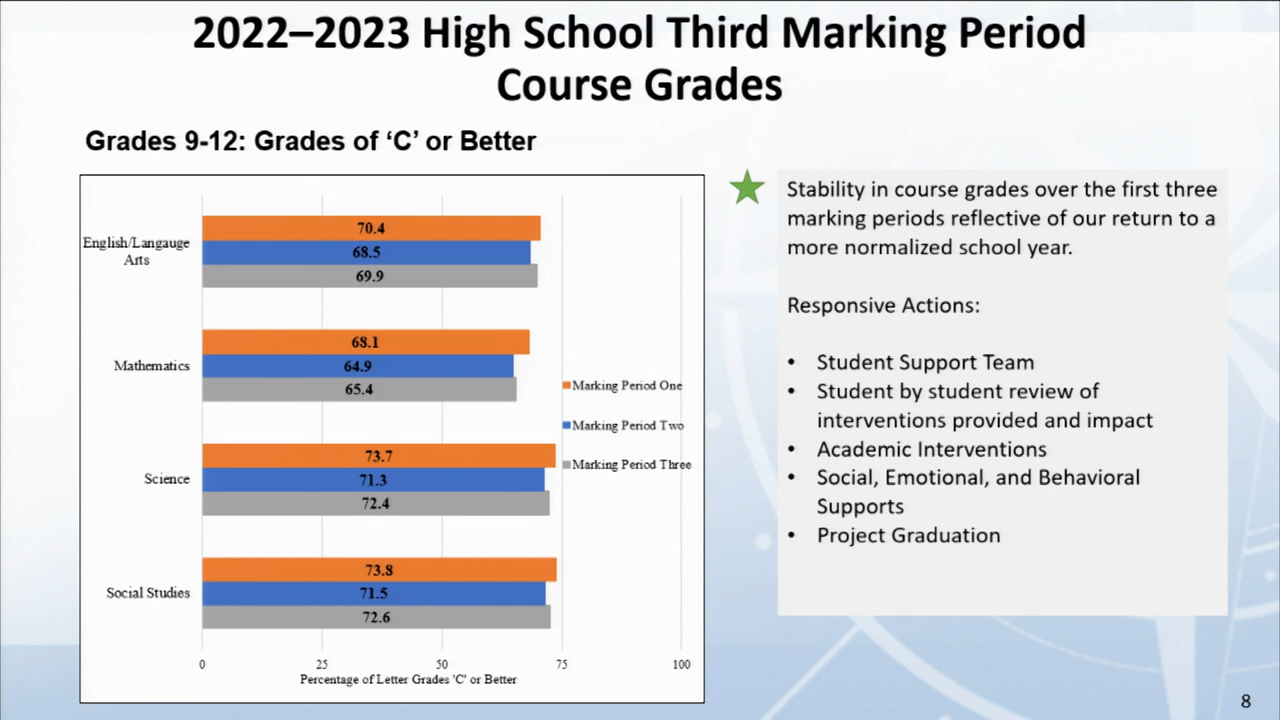 2022–2023 High School Third Marking Period
Course Grades
Grades 9-12: Grades of ‘C’ or Better
English/Langauge
Arts
70.4
68.5
69.9
Mathematics
68.1
64.9
65.4
Science
73.7
71.3
72.4
Social Studies
73.8
71.5
72.6
Marking Period One
Marking Period Two
Marking Period Three
0 25 50 75 100
Percentage of Letter Grades 'C' or Better
Stability in course grades over the first three
marking periods reflective of our return to a
more normalized school year.
Responsive Actions:
• Student Support Team
• Student by student review of
interventions provided and impact
• Academic Interventions
• Social, Emotional, and Behavioral
Supports
• Project Graduation
8